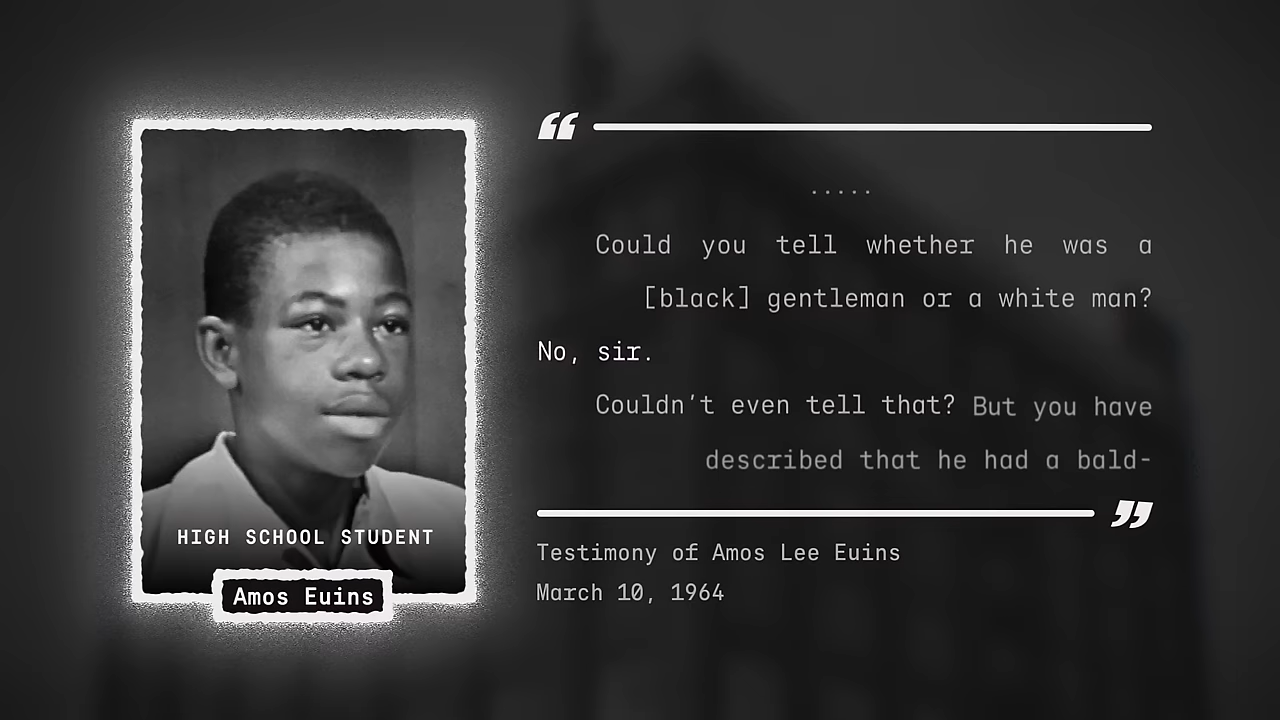 “
.....
Could you tell whether he was a
[black] gentleman or a white man?
No, sir.
Couldn’t even tell that? But you have
described that he had a bald-
”
Testimony of Amos Lee Euins
March 10, 1964
HIGH SCHOOL STUDENT
Amos Euins